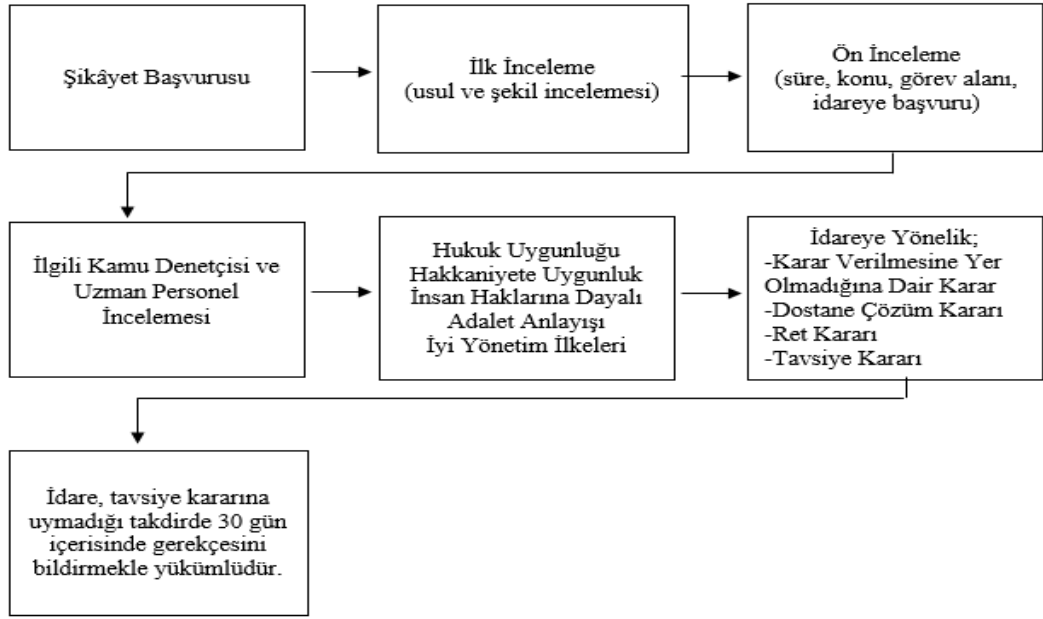 Şikâyet Başvurusu
İlk İnceleme
(usul ve şekil incelemesi)
Ön İnceleme
(süre, konu, görev alanı,
idareye başvuru)
İlgili Kamu Denetçisi ve
Uzman Personel
İncelemesi
Hukuk Uygunluğu
Hakkaniyete Uygunluk
İnsan Haklarına Dayalı
Adalet Anlayışı
İyi Yönetim İlkeleri
İdareye Yönelik;
-Karar Verilmesine Yer
Olmadığına Dair Karar
-Dostane Çözüm Kararı
-Ret Kararı
-Tavsiye Kararı
İdare, tavsiye kararına
uymadığı takdirde 30 gün
içerisinde gerekçesini
bildirmekle yükümlüdür.